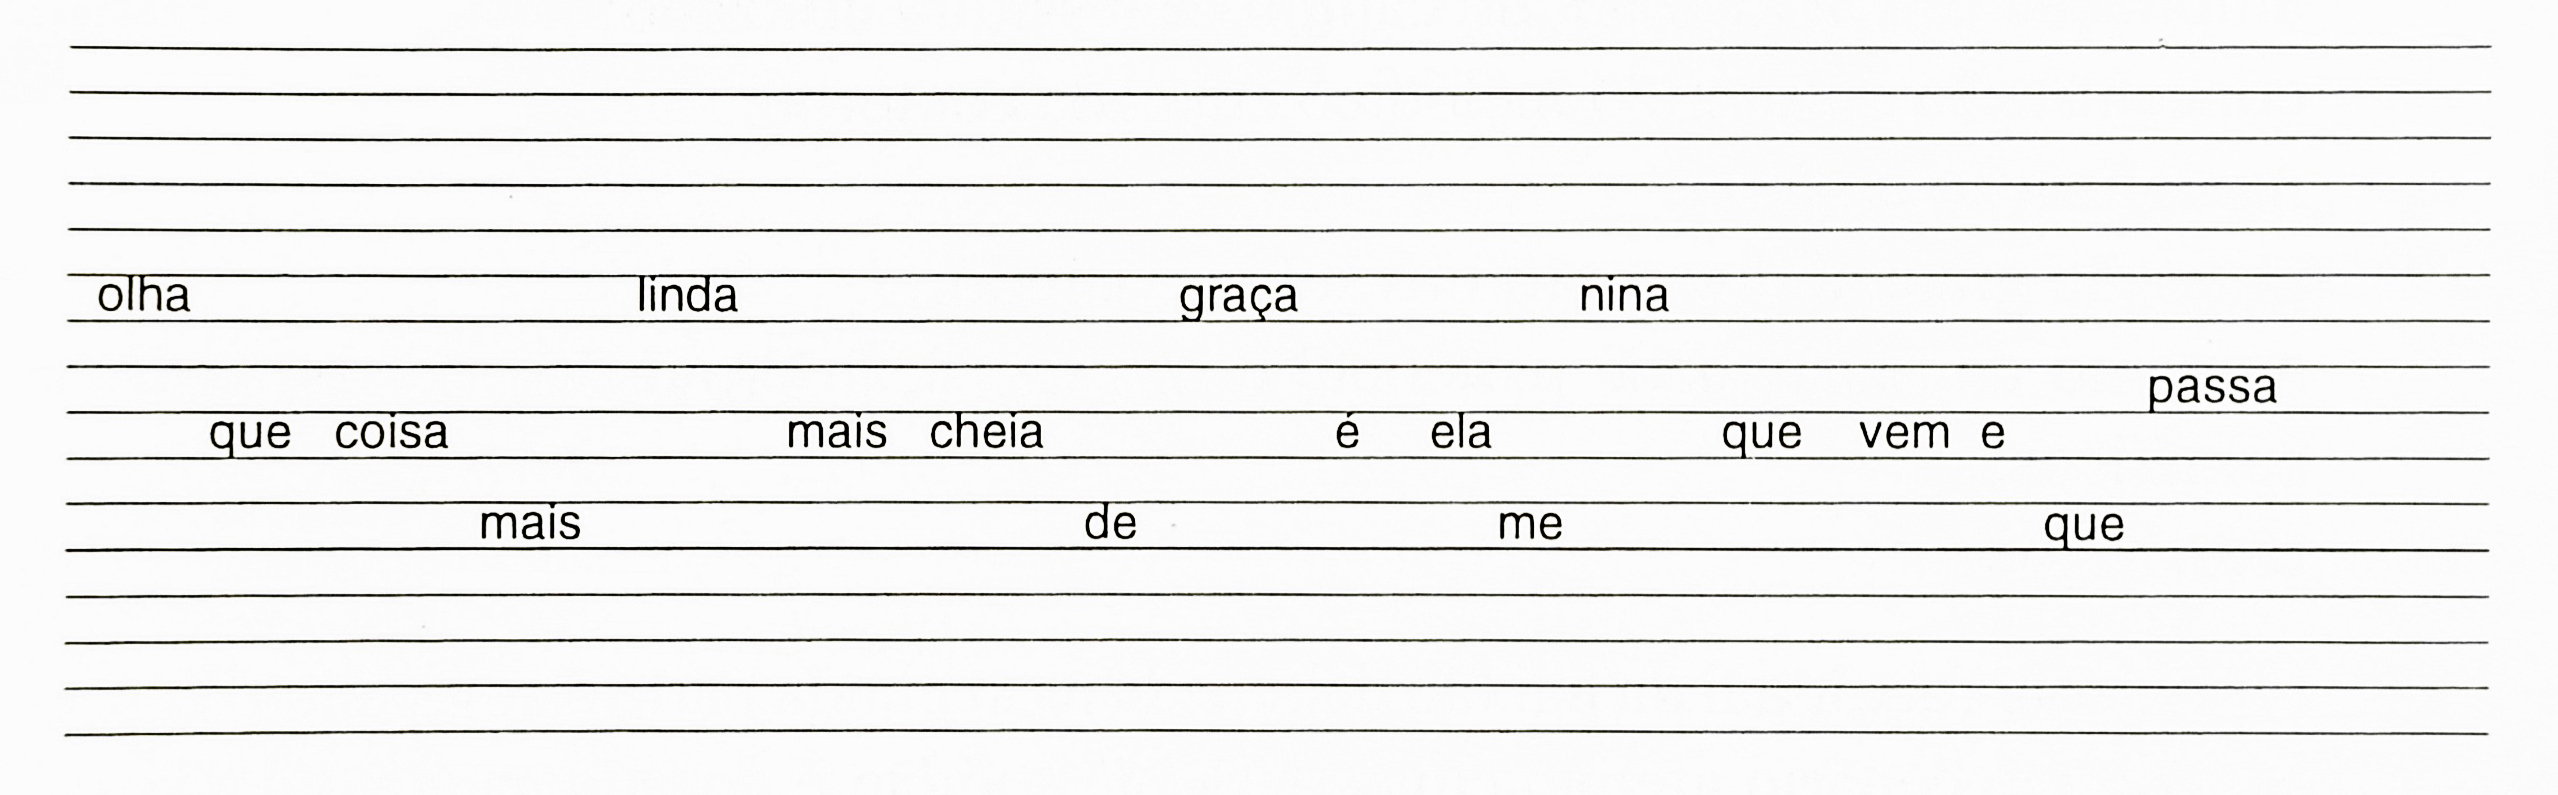 olha linda graça nina
passa
que coisa mais cheia é ela que vem e
mais de me que